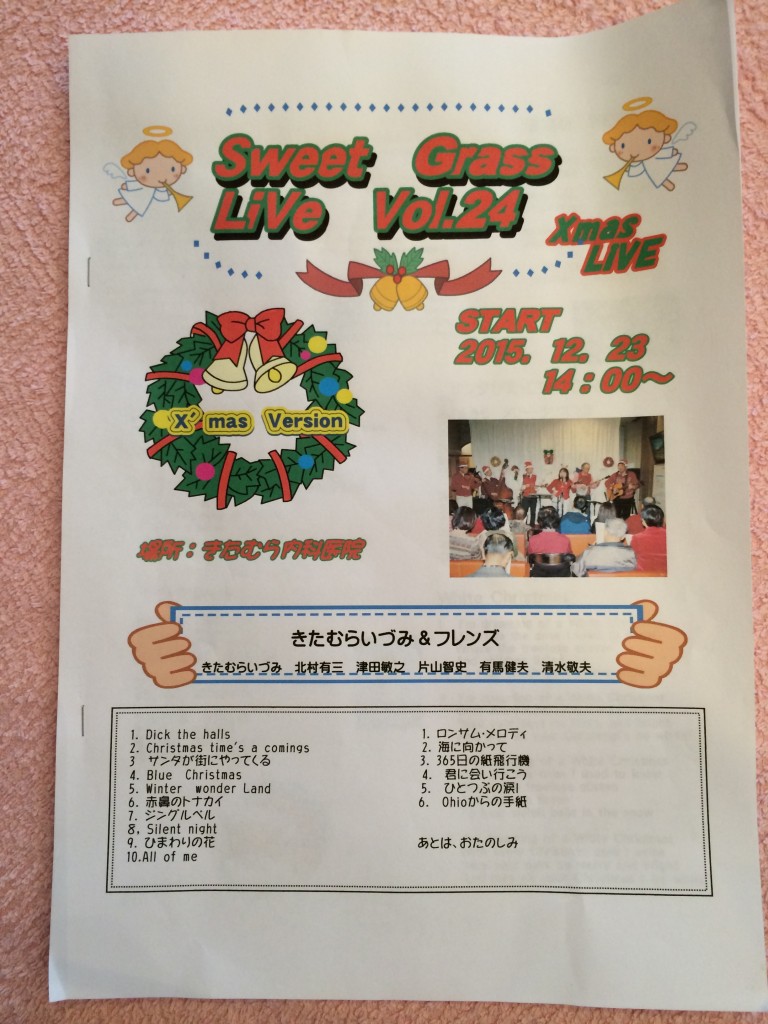 Sweet Grass
LiVe Vol.24
Xmas
LIVE
START
2015. 12. 23
14：00～
X' mas Version
場所：きたむら内科医院
きたむらいづみ＆フレンズ
きたむらいづみ 北村有三 津田敏之 片山智史 有馬健夫 清水敬夫
1. Dick the halls
2. Christmas time's a comings
3 サンタが街にやってくる
4. Blue Christmas
5. Winter wonder Land
6. 赤鼻のトナカイ
7. ジングルベル
8, Silent night
9. ひまわりの花
10.All of me
1. ロンサム・メロディ
2. 海に向かって
3. 365日の紙飛行機
4. 君に会い行こう
5. ひとつぶの涙!
6. Ohioからの手紙
あとは、おたのしみ